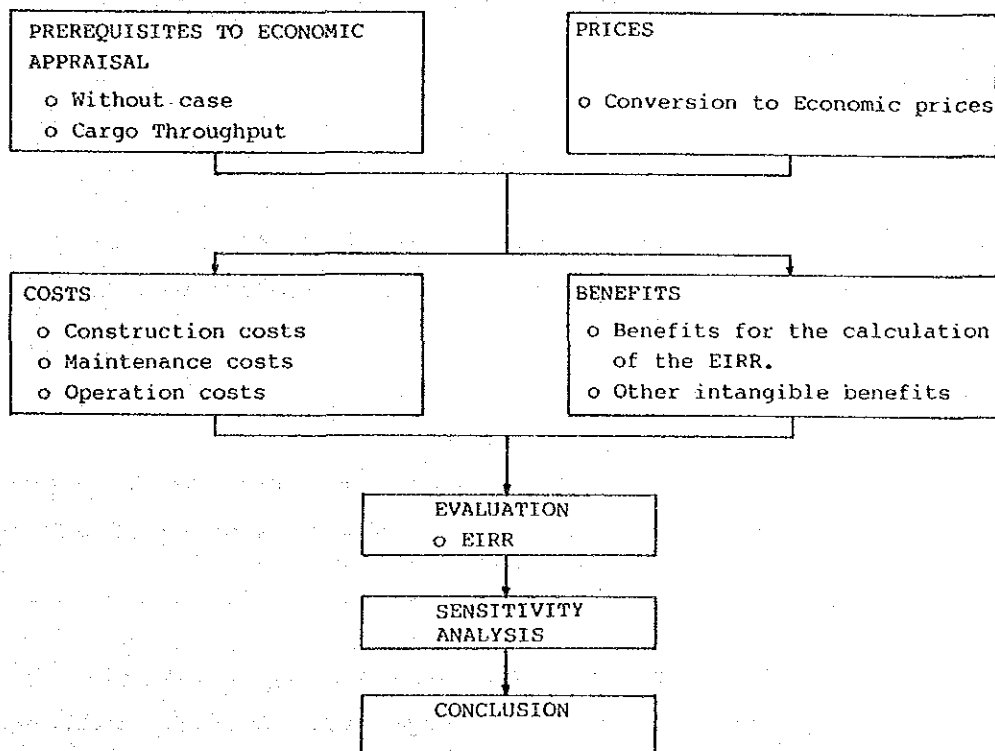 PREREQUISITES TO ECONOMIC
APPRAISAL
o Without case
o Cargo Throughput
PRICES
o Conversion to Economic prices
COSTS
o Construction costs
o Maintenance costs
o Operation costs
BENEFITS
o Benefits for the calculation
of the EIRR.
o Other intangible benefits
EVALUATION
o EIRR
SENSITIVITY
ANALYSIS
CONCLUSION